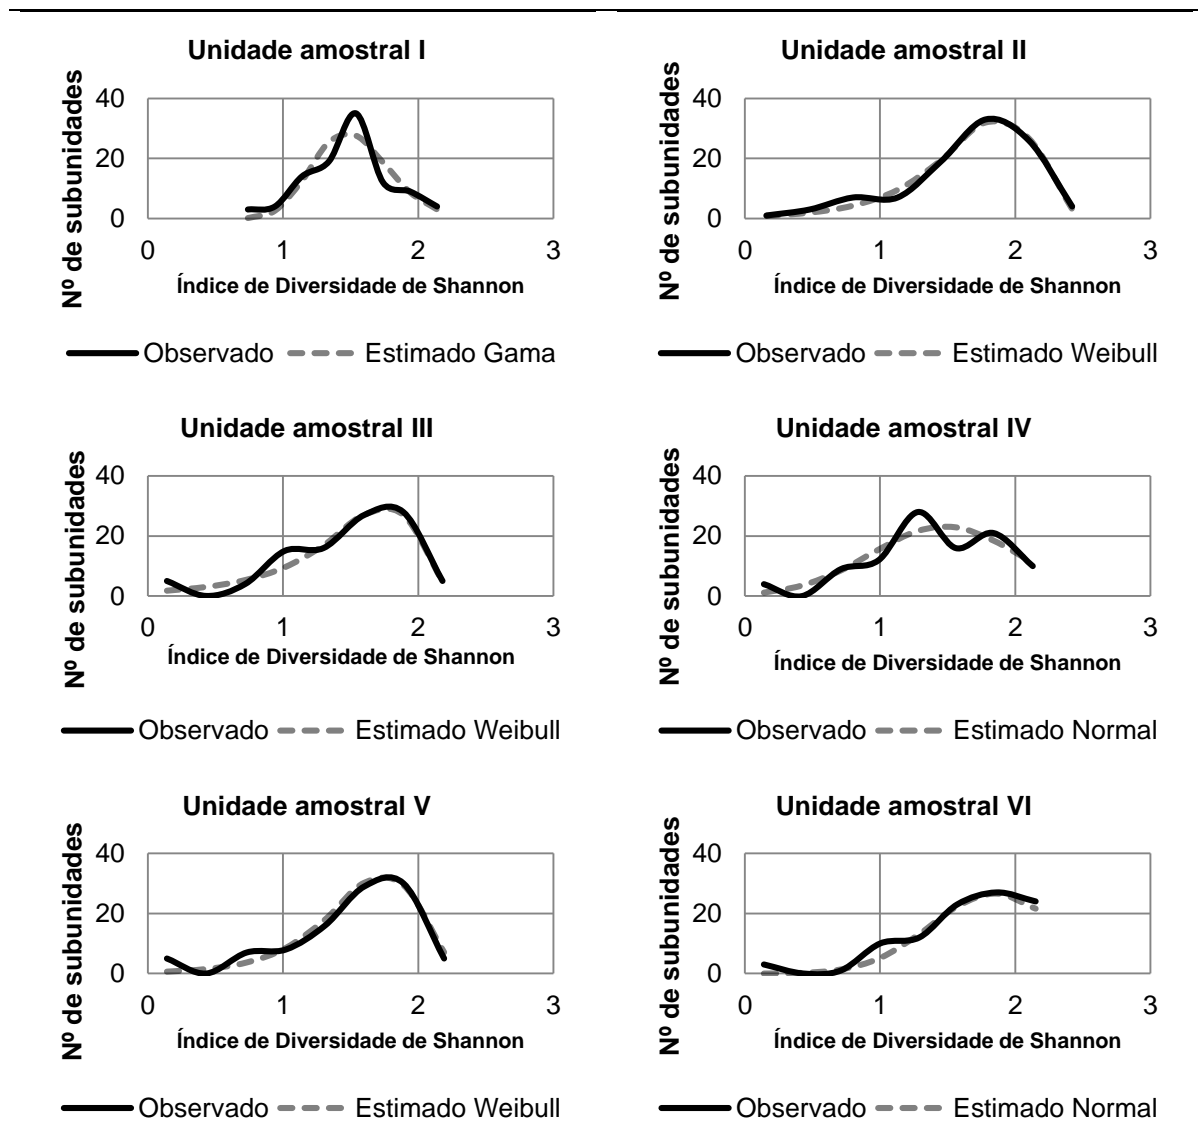 Unidade amostral I
Nº de subunidades
40
20
0
0 1 2 3
Índice de Diversidade de Shannon
Observado Estimado Gama
Unidade amostral II
Nº de subunidades
40
20
0
0 1 2 3
Índice de Diversidade de Shannon
Observado Estimado Weibull
Unidade amostral III
Nº de subunidades
40
20
0
0 1 2 3
Índice de Diversidade de Shannon
Observado Estimado Weibull
Unidade amostral IV
Nº de subunidades
40
20
0
0 1 2 3
Índice de Diversidade de Shannon
Observado Estimado Normal
Unidade amostral V
Nº de subunidades
40
20
0
0 1 2 3
Índice de Diversidade de Shannon
Observado Estimado Weibull
Unidade amostral VI
Nº de subunidades
40
20
0
0 1 2 3
Índice de Diversidade de Shannon
Observado Estimado Normal